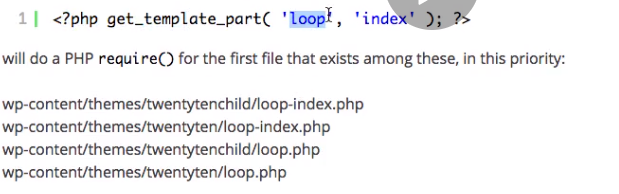 1 <?php get_template_part( 'loop', 'index' ); ?>
will do a PHP require() for the first file that exists among these, in this priority:
wp-content/themes/twentytenchild/loop-index.php
wp-content/themes/twentyten/loop-index.php
wp-content/themes/twentytenchild/loop.php
wp-content/themes/twentyten/loop.php